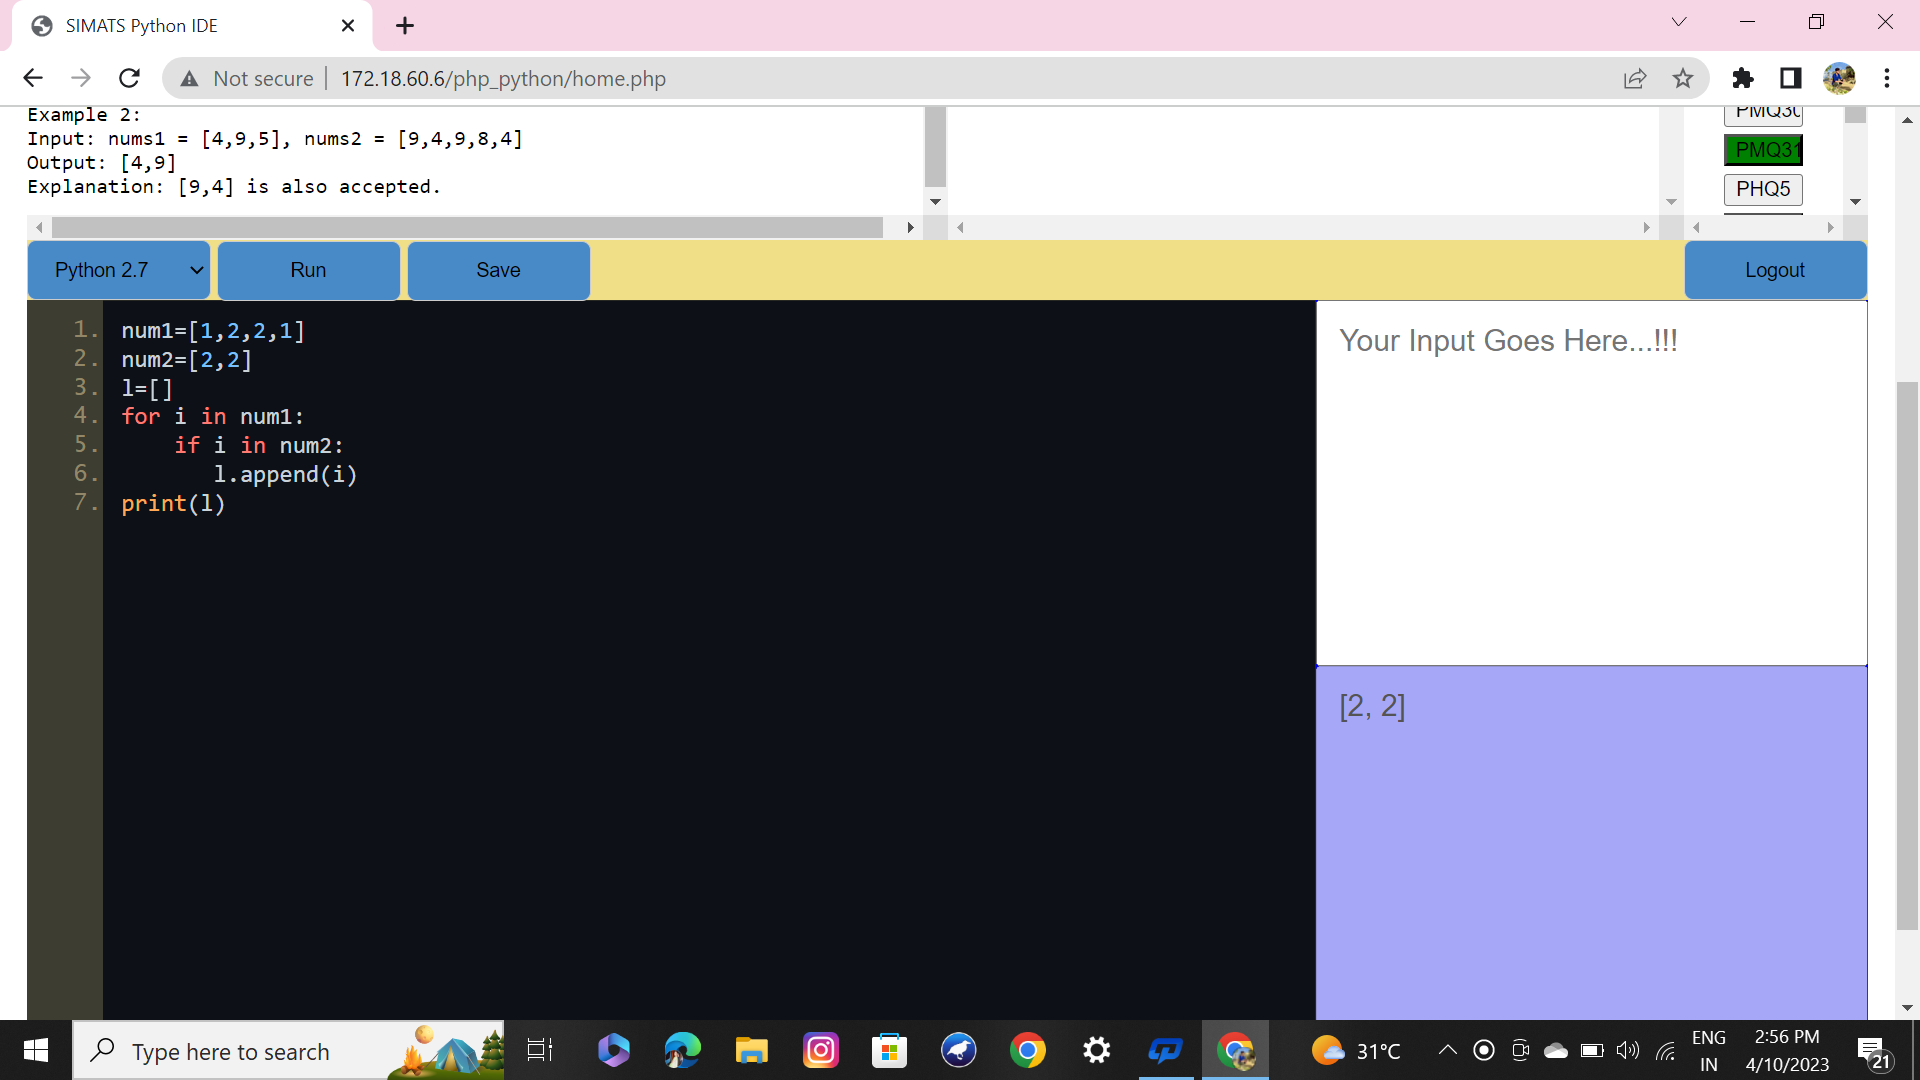 SIMATS Python IDE
Not secure
172.18.60.6/php_python/home.php
Example 2:
Input: nums1 = [4,9,5], nums2 = [9,4,9,8,4]
Output: [4,9]
Explanation: [9,4] is also accepted.
PMQ31
PHQ5
Python 2.7
Run
Save
Logout
1. num1=[1,2,2,1]
2. num2=[2,2]
3. l=[]
4. for i in num1:
5. if i in num2:
6. l.append(i)
7. print(l)
Your Input Goes Here...!!!
[2, 2]
Type here to search
31°C
ENG
IN
2:56 PM
4/10/2023
21